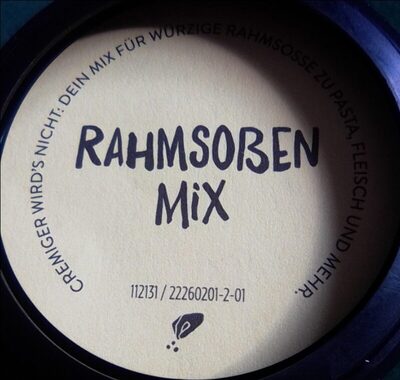 CREMIGER WIRD'S NICHT: DEIN MIX FÜR WÜRZIGE RAHMSOSSE ZU PASTA, FLEISCH UND MEHR.
RAHMSOßEN
MiX
112131 / 22260201-2-01